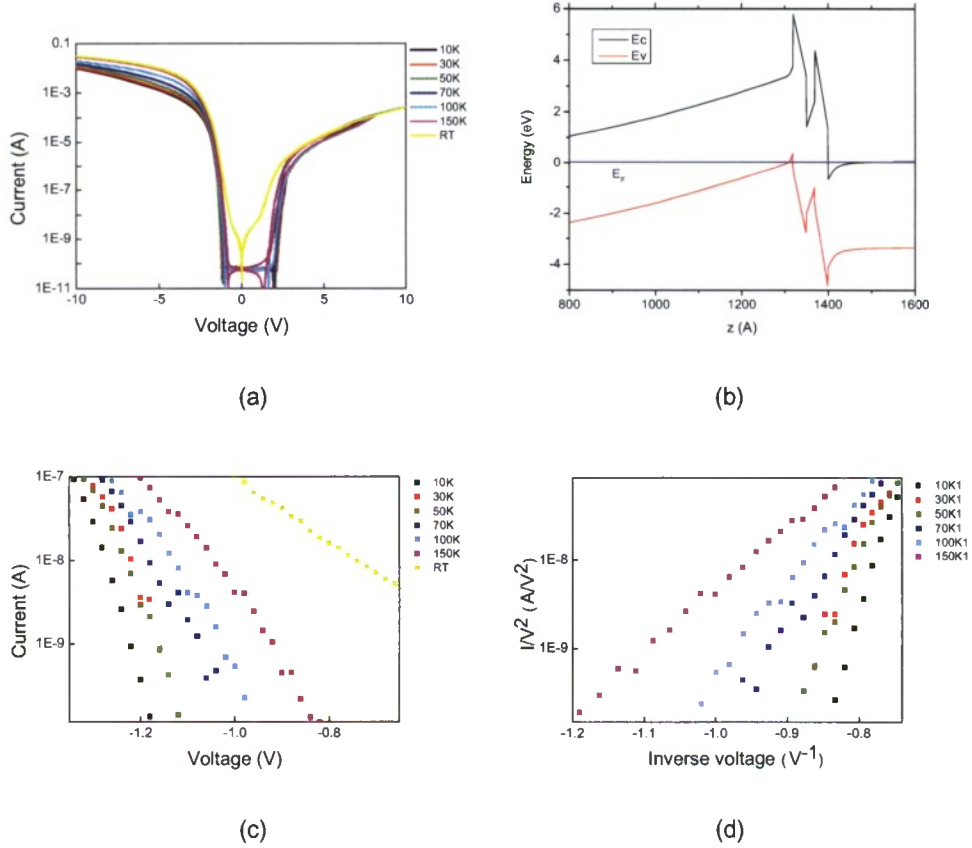 0.1
1E-3
1E-5
1E-7
1E-9
1E-11
-10
-5
0
5
10
Current (A)
Voltage (V)
10K
30K
50K
70K
100K
150K
RT
(a)
6
4
2
0
-2
-4
800
1000
1200
1400
1600
Energy (eV)
z (A)
Ec
Ev
E_F
(b)
1E-7
1E-8
1E-9
-1.2
-1.0
-0.8
Current (A)
Voltage (V)
10K
30K
50K
70K
100K
150K
RT
(c)
1E-8
1E-9
-1.2
-1.1
-1.0
-0.9
-0.8
I/V² (A/V²)
Inverse voltage (V⁻¹)
10K1
30K1
50K1
70K1
100K1
150K1
(d)